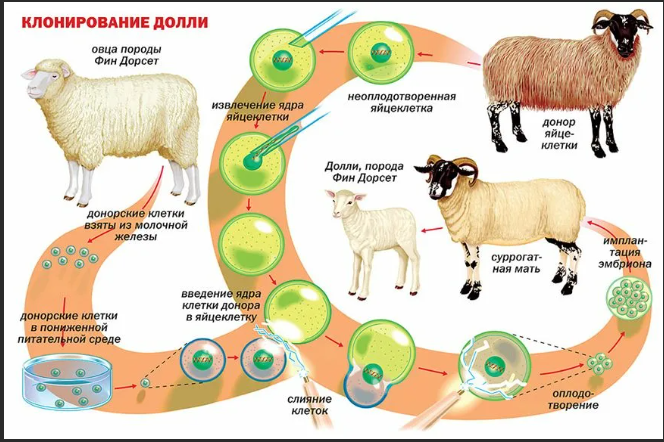 КЛОНИРОВАНИЕ ДОЛЛИ
овца породы
Фин Дорсет
извлечение ядра
яйцеклетки
неоплодотворенная
яйцеклетка
донор
яйце-
клетки
Долли, порода
Фин Дорсет
донорские клетки
взяты из молочной
железы
суррогат-
ная мать
имплан-
тация
эмбриона
введение ядра
клетки донора
в яйцеклетку
донорские клетки
в пониженной
питательной среде
слияние
клеток
оплодо-
творение